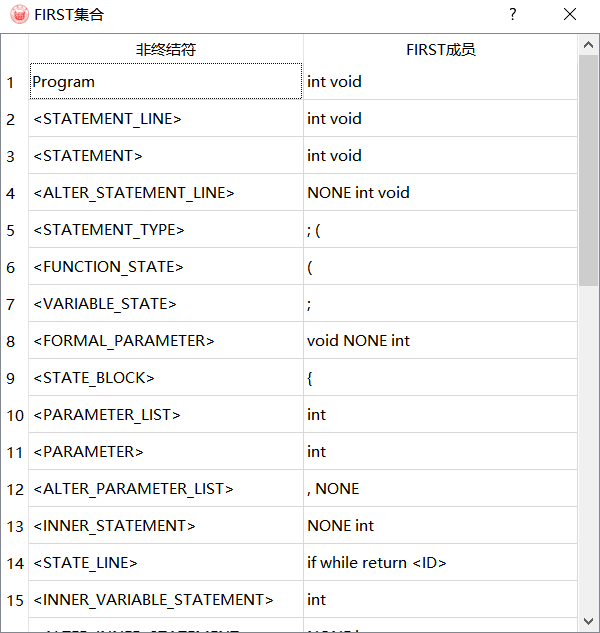 FIRST集合 ?
非终结符 FIRST成员
1 Program int void
2 <STATEMENT_LINE> int void
3 <STATEMENT> int void
4 <ALTER_STATEMENT_LINE> NONE int void
5 <STATEMENT_TYPE> ; (
6 <FUNCTION_STATE> (
7 <VARIABLE_STATE> ;
8 <FORMAL_PARAMETER> void NONE int
9 <STATE_BLOCK> {
10 <PARAMETER_LIST> int
11 <PARAMETER> int
12 <ALTER_PARAMETER_LIST> , NONE
13 <INNER_STATEMENT> NONE int
14 <STATE_LINE> if while return <ID>
15 <INNER_VARIABLE_STATEMENT> int